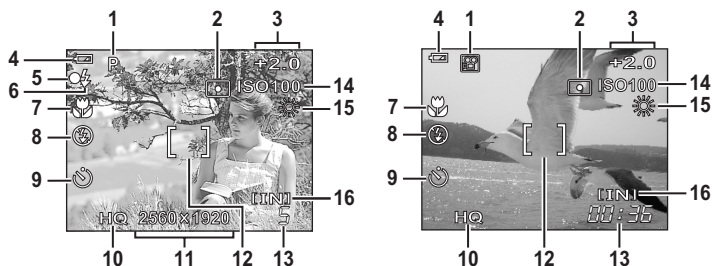 1 2 3
4 P +2.0
5
6 ISO100 14
7 15
8
9 [IN] 16
HQ 2560×1920 5
10 11 12 13
1 2 3
4 +2.0
ISO100 14
7 15
8
9 [IN] 16
HQ 00:36
10 12 13